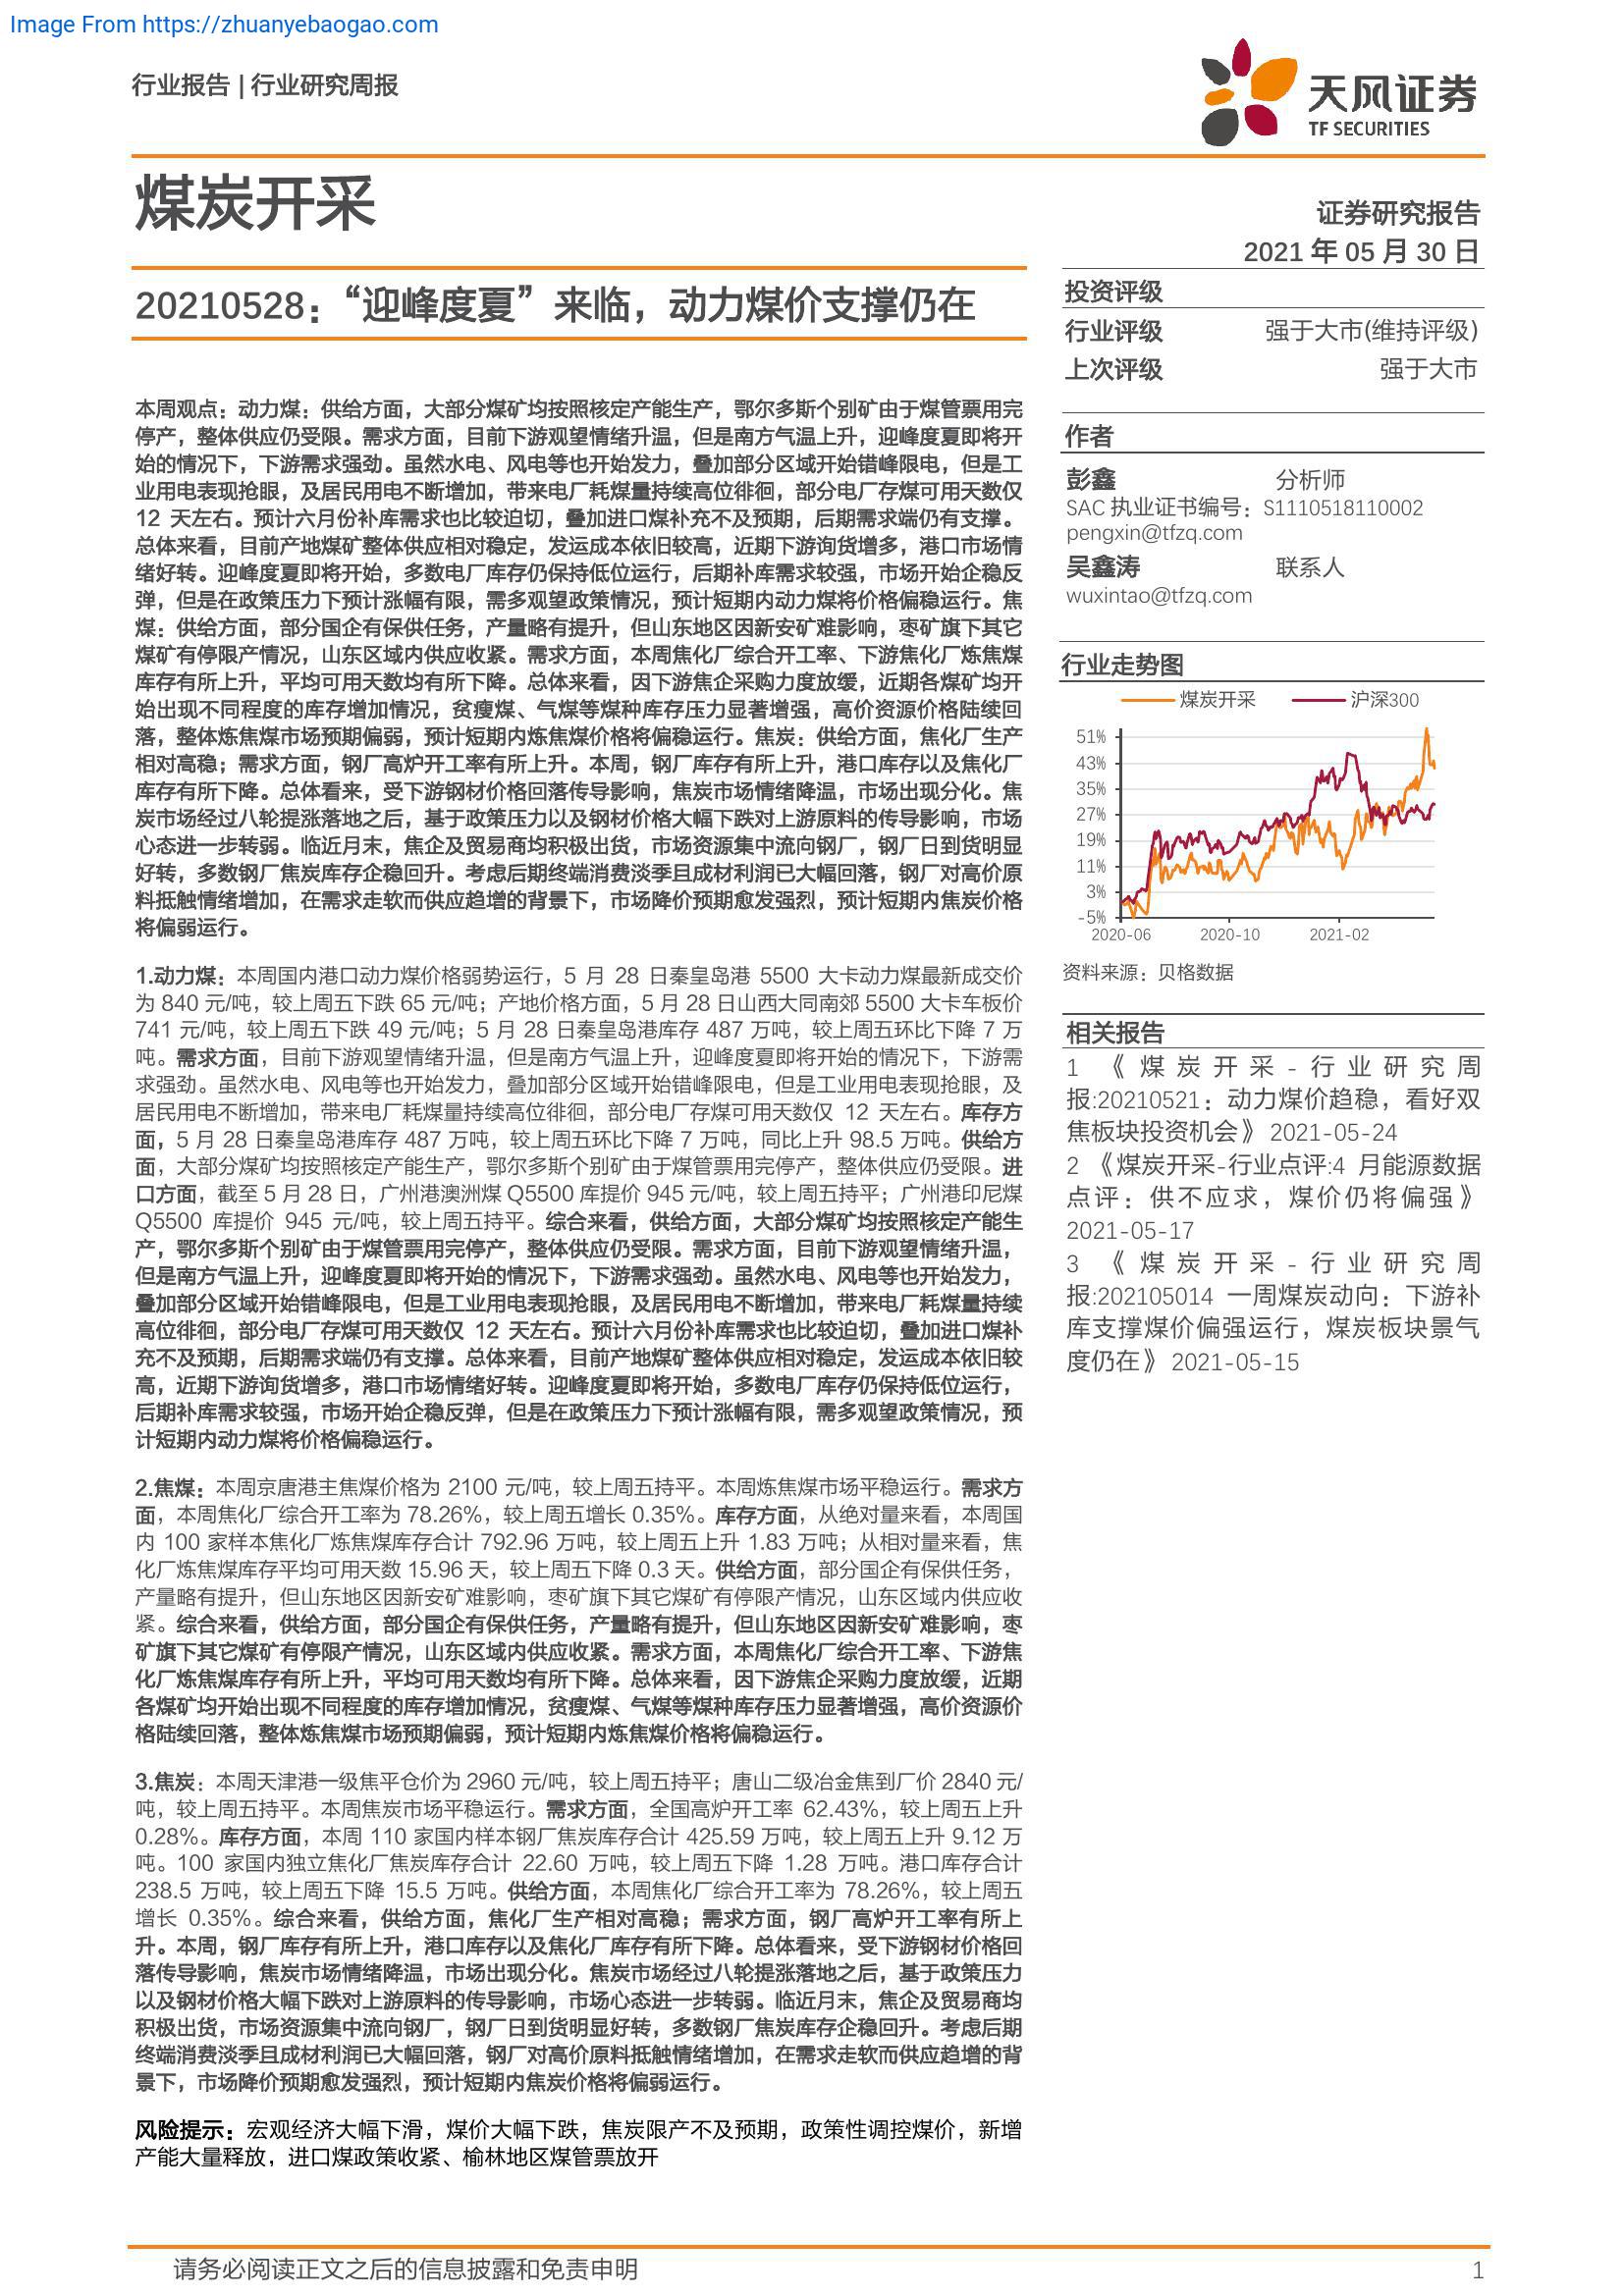 Image From https://zhuanyebaogao.com
行业报告 | 行业研究周报
天风证券
TF SECURITIES
煤炭开采
证券研究报告
2021 年 05 月 30 日
20210528：“迎峰度夏”来临，动力煤价支撑仍在
投资评级
行业评级 强于大市(维持评级)
上次评级 强于大市
作者
彭鑫 分析师
SAC 执业证书编号：S1110518110002
pengxin@tfzq.com
吴鑫涛 联系人
wuxintao@tfzq.com
行业走势图
煤炭开采 沪深300
51%
43%
35%
27%
19%
11%
3%
-5%
2020-06 2020-10 2021-02
资料来源：贝格数据
相关报告
1 《煤炭开采-行业研究周
报:20210521：动力煤价趋稳，看好双
焦板块投资机会》 2021-05-24
2 《煤炭开采-行业点评:4 月能源数据
点评：供不应求，煤价仍将偏强》
2021-05-17
3 《煤炭开采-行业研究周
报:202105014 一周煤炭动向：下游补
库支撑煤价偏强运行，煤炭板块景气
度仍在》 2021-05-15
本周观点：动力煤：供给方面，大部分煤矿均按照核定产能生产，鄂尔多斯个别矿由于煤管票用完
停产，整体供应仍受限。需求方面，目前下游观望情绪升温，但是南方气温上升，迎峰度夏即将开
始的情况下，下游需求强劲。虽然水电、风电等也开始发力，叠加部分区域开始错峰限电，但是工
业用电表现抢眼，及居民用电不断增加，带来电厂耗煤量持续高位徘徊，部分电厂存煤可用天数仅
12 天左右。预计六月份补库需求也比较迫切，叠加进口煤补充不及预期，后期需求端仍有支撑。
总体来看，目前产地煤矿整体供应相对稳定，发运成本依旧较高，近期下游询货增多，港口市场情
绪好转。迎峰度夏即将开始，多数电厂库存仍保持低位运行，后期补库需求较强，市场开始企稳反
弹，但是在政策压力下预计涨幅有限，需多观望政策情况，预计短期内动力煤将价格偏稳运行。焦
煤：供给方面，部分国企有保供任务，产量略有提升，但山东地区因新安矿难影响，枣矿旗下其它
煤矿有停限产情况，山东区域内供应收紧。需求方面，本周焦化厂综合开工率、下游焦化厂炼焦煤
库存有所上升，平均可用天数均有所下降。总体来看，因下游焦企采购力度放缓，近期各煤矿均开
始出现不同程度的库存增加情况，贫瘦煤、气煤等煤种库存压力显著增强，高价资源价格陆续回
落，整体炼焦煤市场预期偏弱，预计短期内炼焦煤价格将偏稳运行。焦炭：供给方面，焦化厂生产
相对高稳；需求方面，钢厂高炉开工率有所上升。本周，钢厂库存有所上升，港口库存以及焦化厂
库存有所下降。总体看来，受下游钢材价格回落传导影响，焦炭市场情绪降温，市场出现分化。焦
炭市场经过八轮提涨落地之后，基于政策压力以及钢材价格大幅下跌对上游原料的传导影响，市场
心态进一步转弱。临近月末，焦企及贸易商均积极出货，市场资源集中流向钢厂，钢厂日到货明显
好转，多数钢厂焦炭库存企稳回升。考虑后期终端消费淡季且成材利润已大幅回落，钢厂对高价原
料抵触情绪增加，在需求走软而供应趋增的背景下，市场降价预期愈发强烈，预计短期内焦炭价格
将偏弱运行。
1.动力煤：本周国内港口动力煤价格弱势运行，5 月 28 日秦皇岛港 5500 大卡动力煤最新成交价
为 840 元/吨，较上周五下跌 65 元/吨；产地价格方面，5 月 28 日山西大同南郊 5500 大卡车板价
741 元/吨，较上周五下跌 49 元/吨；5 月 28 日秦皇岛港库存 487 万吨，较上周五环比下降 7 万
吨。需求方面，目前下游观望情绪升温，但是南方气温上升，迎峰度夏即将开始的情况下，下游需
求强劲。虽然水电、风电等也开始发力，叠加部分区域开始错峰限电，但是工业用电表现抢眼，及
居民用电不断增加，带来电厂耗煤量持续高位徘徊，部分电厂存煤可用天数仅 12 天左右。库存方
面，5 月 28 日秦皇岛港库存 487 万吨，较上周五环比下降 7 万吨，同比上升 98.5 万吨。供给方
面，大部分煤矿均按照核定产能生产，鄂尔多斯个别矿由于煤管票用完停产，整体供应仍受限。进
口方面，截至 5 月 28 日，广州港澳洲煤 Q5500 库提价 945 元/吨，较上周五持平；广州港印尼煤
Q5500 库提价 945 元/吨，较上周五持平。综合来看，供给方面，大部分煤矿均按照核定产能生
产，鄂尔多斯个别矿由于煤管票用完停产，整体供应仍受限。需求方面，目前下游观望情绪升温，
但是南方气温上升，迎峰度夏即将开始的情况下，下游需求强劲。虽然水电、风电等也开始发力，
叠加部分区域开始错峰限电，但是工业用电表现抢眼，及居民用电不断增加，带来电厂耗煤量持续
高位徘徊，部分电厂存煤可用天数仅 12 天左右。预计六月份补库需求也比较迫切，叠加进口煤补
充不及预期，后期需求端仍有支撑。总体来看，目前产地煤矿整体供应相对稳定，发运成本依旧较
高，近期下游询货增多，港口市场情绪好转。迎峰度夏即将开始，多数电厂库存仍保持低位运行，
后期补库需求较强，市场开始企稳反弹，但是在政策压力下预计涨幅有限，需多观望政策情况，预
计短期内动力煤将价格偏稳运行。
2.焦煤：本周京唐港主焦煤价格为 2100 元/吨，较上周五持平。本周炼焦煤市场平稳运行。需求方
面，本周焦化厂综合开工率为 78.26%，较上周五增长 0.35%。库存方面，从绝对量来看，本周国
内 100 家样本焦化厂炼焦煤库存合计 792.96 万吨，较上周五上升 1.83 万吨；从相对量来看，焦
化厂炼焦煤库存平均可用天数 15.96 天，较上周五下降 0.3 天。供给方面，部分国企有保供任务，
产量略有提升，但山东地区因新安矿难影响，枣矿旗下其它煤矿有停限产情况，山东区域内供应收
紧。综合来看，供给方面，部分国企有保供任务，产量略有提升，但山东地区因新安矿难影响，枣
矿旗下其它煤矿有停限产情况，山东区域内供应收紧。需求方面，本周焦化厂综合开工率、下游焦
化厂炼焦煤库存有所上升，平均可用天数均有所下降。总体来看，因下游焦企采购力度放缓，近期
各煤矿均开始出现不同程度的库存增加情况，贫瘦煤、气煤等煤种库存压力显著增强，高价资源价
格陆续回落，整体炼焦煤市场预期偏弱，预计短期内炼焦煤价格将偏稳运行。
3.焦炭：本周天津港一级焦平仓价为 2960 元/吨，较上周五持平；唐山二级冶金焦到厂价 2840 元/
吨，较上周五持平。本周焦炭市场平稳运行。需求方面，全国高炉开工率 62.43%，较上周五上升
0.28%。库存方面，本周 110 家国内样本钢厂焦炭库存合计 425.59 万吨，较上周五上升 9.12 万
吨。100 家国内独立焦化厂焦炭库存合计 22.60 万吨，较上周五下降 1.28 万吨。港口库存合计
238.5 万吨，较上周五下降 15.5 万吨。供给方面，本周焦化厂综合开工率为 78.26%，较上周五
增长 0.35%。综合来看，供给方面，焦化厂生产相对高稳；需求方面，钢厂高炉开工率有所上
升。本周，钢厂库存有所上升，港口库存以及焦化厂库存有所下降。总体看来，受下游钢材价格回
落传导影响，焦炭市场情绪降温，市场出现分化。焦炭市场经过八轮提涨落地之后，基于政策压力
以及钢材价格大幅下跌对上游原料的传导影响，市场心态进一步转弱。临近月末，焦企及贸易商均
积极出货，市场资源集中流向钢厂，钢厂日到货明显好转，多数钢厂焦炭库存企稳回升。考虑后期
终端消费淡季且成材利润已大幅回落，钢厂对高价原料抵触情绪增加，在需求走软而供应趋增的背
景下，市场降价预期愈发强烈，预计短期内焦炭价格将偏弱运行。
风险提示：宏观经济大幅下滑，煤价大幅下跌，焦炭限产不及预期，政策性调控煤价，新增
产能大量释放，进口煤政策收紧、榆林地区煤管票放开
请务必阅读正文之后的信息披露和免责申明 1